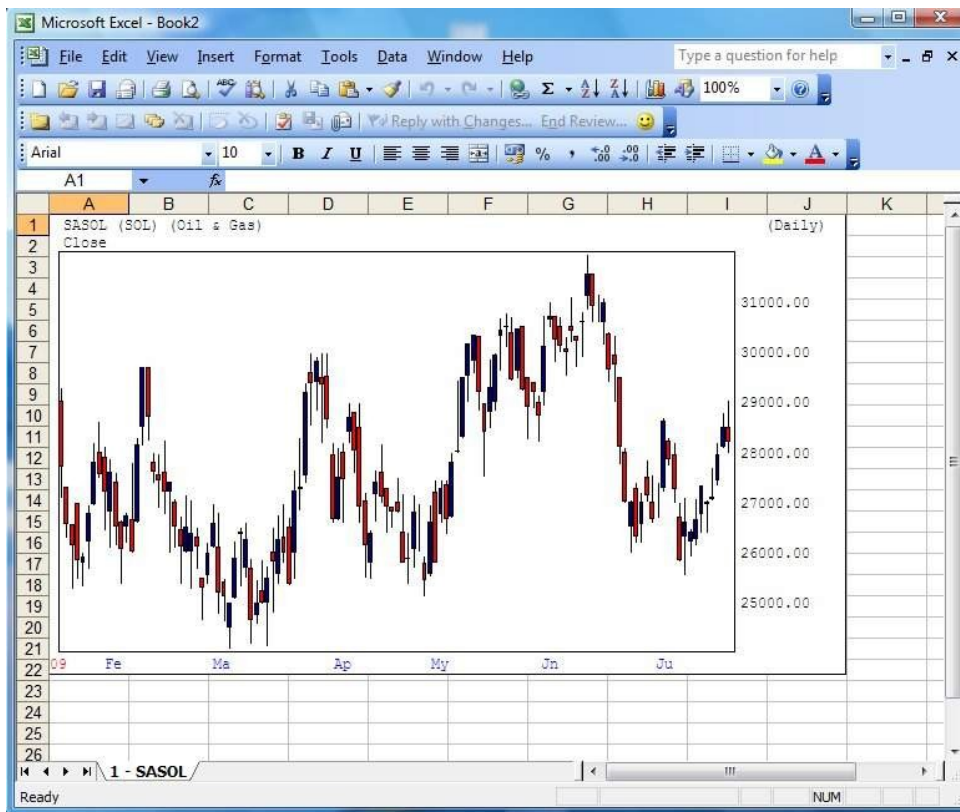 Microsoft Excel - Book2
File Edit View Insert Format Tools Data Window Help Type a question for help
100%
Reply with Changes... End Review...
Arial 10 B I U % ,
A1 fx
A B C D E F G H I J K
1 SASOL (SOL) (Oil & Gas) (Daily)
2 Close
3
4
5 31000.00
6
7 30000.00
8
9 29000.00
10
11
12 28000.00
13
14 27000.00
15
16 26000.00
17
18
19 25000.00
20
21
22 09 Fe Ma Ap My Jn Ju
23
24
25
26
1 - SASOL
Ready NUM